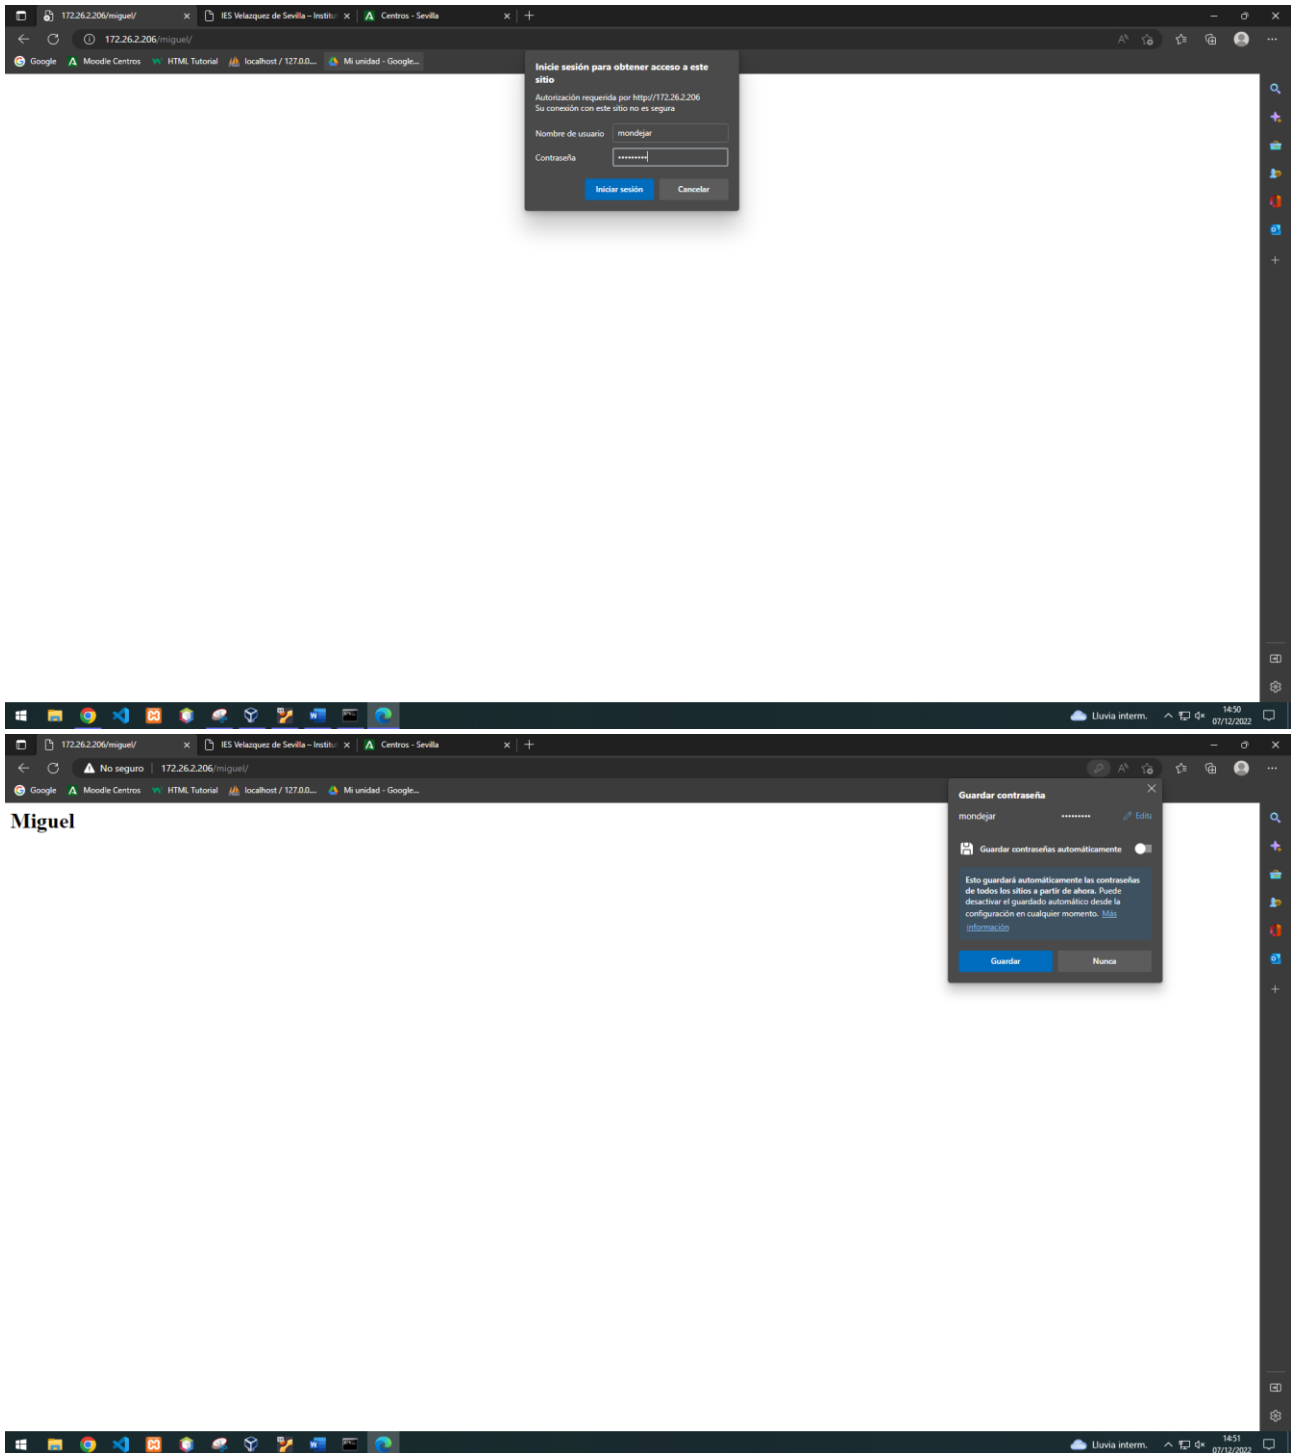 172.26.2.206/miguel/
IES Velazquez de Sevilla – Institu
Centros - Sevilla
172.26.2.206/miguel/
Google
Moodle Centros
HTML Tutorial
localhost / 127.0.0....
Mi unidad - Google...
Inicie sesión para obtener acceso a este
sitio
Autorización requerida por http://172.26.2.206
Su conexión con este sitio no es segura
Nombre de usuario mondejar
Contraseña •••••••••
Iniciar sesión Cancelar
Lluvia interm.
14:50
07/12/2022
172.26.2.206/miguel/
IES Velazquez de Sevilla – Institu
Centros - Sevilla
No seguro | 172.26.2.206/miguel/
Google
Moodle Centros
HTML Tutorial
localhost / 127.0.0....
Mi unidad - Google...
Miguel
Guardar contraseña
mondejar ••••••••• Edita
Guardar contraseñas automáticamente
Esto guardará automáticamente las contraseñas
de todos los sitios a partir de ahora. Puede
desactivar el guardado automático desde la
configuración en cualquier momento. Más
información
Guardar Nunca
Lluvia interm.
14:51
07/12/2022